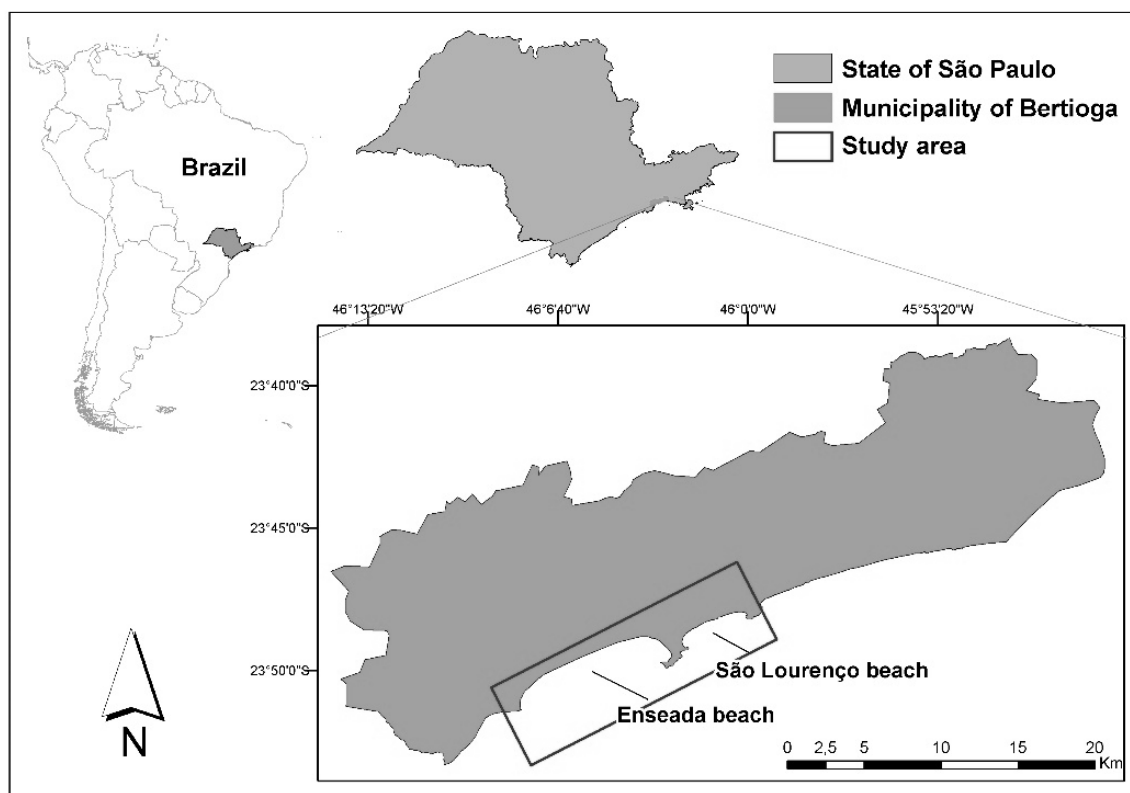 State of São Paulo
Municipality of Bertioga
Study area
Brazil
46°13'20"W 46°6'40"W 46°0'0"W 45°53'20"W
23°40'0"S
23°45'0"S
23°50'0"S
São Lourenço beach
Enseada beach
N
0 2,5 5 10 15 20
Km